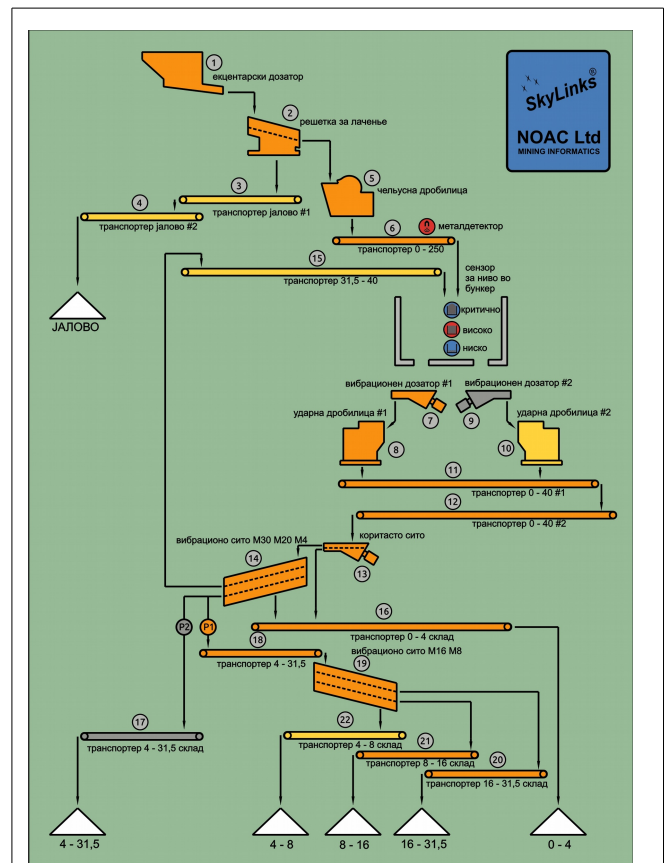 1
екцентарски дозатор
SkyLinks®
NOAC Ltd
MINING INFORMATICS
2
решетка за лачење
3
транспортер јалово #1
4
транспортер јалово #2
5
чељусна дробилица
6
металдетектор
транспортер 0 - 250
15
транспортер 31,5 - 40
сензор
за ниво во
бункер
ЈАЛОВО
критично
високо
ниско
вибрационен дозатор #1
вибрационен дозатор #2
7
9
ударна дробилица #1
ударна дробилица #2
8
10
11
транспортер 0 - 40 #1
12
транспортер 0 - 40 #2
вибрационо сито М30 М20 М4
коритасто сито
14
13
16
транспортер 0 - 4 склад
P2
P1
18
транспортер 4 - 31,5
вибрационо сито М16 М8
19
17
транспортер 4 - 31,5 склад
22
транспортер 4 - 8 склад
21
транспортер 8 - 16 склад
20
транспортер 16 - 31,5 склад
4 - 31,5
4 - 8
8 - 16
16 - 31,5
0 - 4